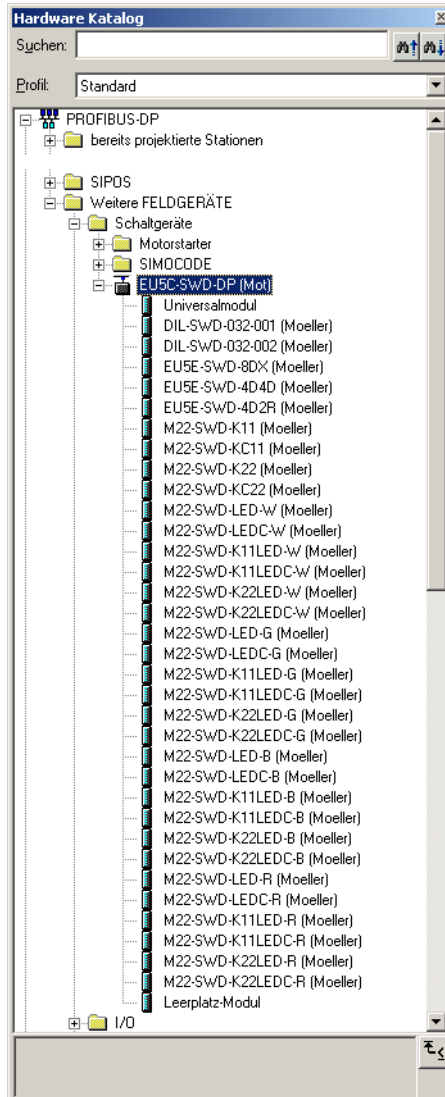 Hardware Katalog
Suchen:
Profil: Standard
PROFIBUS-DP
bereits projektierte Stationen
SIPOS
Weitere FELDGERÄTE
Schaltgeräte
Motorstarter
SIMOCODE
EU5C-SWD-DP (Mot)
Universalmodul
DIL-SWD-032-001 (Moeller)
DIL-SWD-032-002 (Moeller)
EU5E-SWD-8DX (Moeller)
EU5E-SWD-4D4D (Moeller)
EU5E-SWD-4D2R (Moeller)
M22-SWD-K11 (Moeller)
M22-SWD-KC11 (Moeller)
M22-SWD-K22 (Moeller)
M22-SWD-KC22 (Moeller)
M22-SWD-LED-W (Moeller)
M22-SWD-LEDC-W (Moeller)
M22-SWD-K11LED-W (Moeller)
M22-SWD-K11LEDC-W (Moeller)
M22-SWD-K22LED-W (Moeller)
M22-SWD-K22LEDC-W (Moeller)
M22-SWD-LED-G (Moeller)
M22-SWD-LEDC-G (Moeller)
M22-SWD-K11LED-G (Moeller)
M22-SWD-K11LEDC-G (Moeller)
M22-SWD-K22LED-G (Moeller)
M22-SWD-K22LEDC-G (Moeller)
M22-SWD-LED-B (Moeller)
M22-SWD-LEDC-B (Moeller)
M22-SWD-K11LED-B (Moeller)
M22-SWD-K11LEDC-B (Moeller)
M22-SWD-K22LED-B (Moeller)
M22-SWD-K22LEDC-B (Moeller)
M22-SWD-LED-R (Moeller)
M22-SWD-LEDC-R (Moeller)
M22-SWD-K11LED-R (Moeller)
M22-SWD-K11LEDC-R (Moeller)
M22-SWD-K22LED-R (Moeller)
M22-SWD-K22LEDC-R (Moeller)
Leerplatz-Modul
I/O